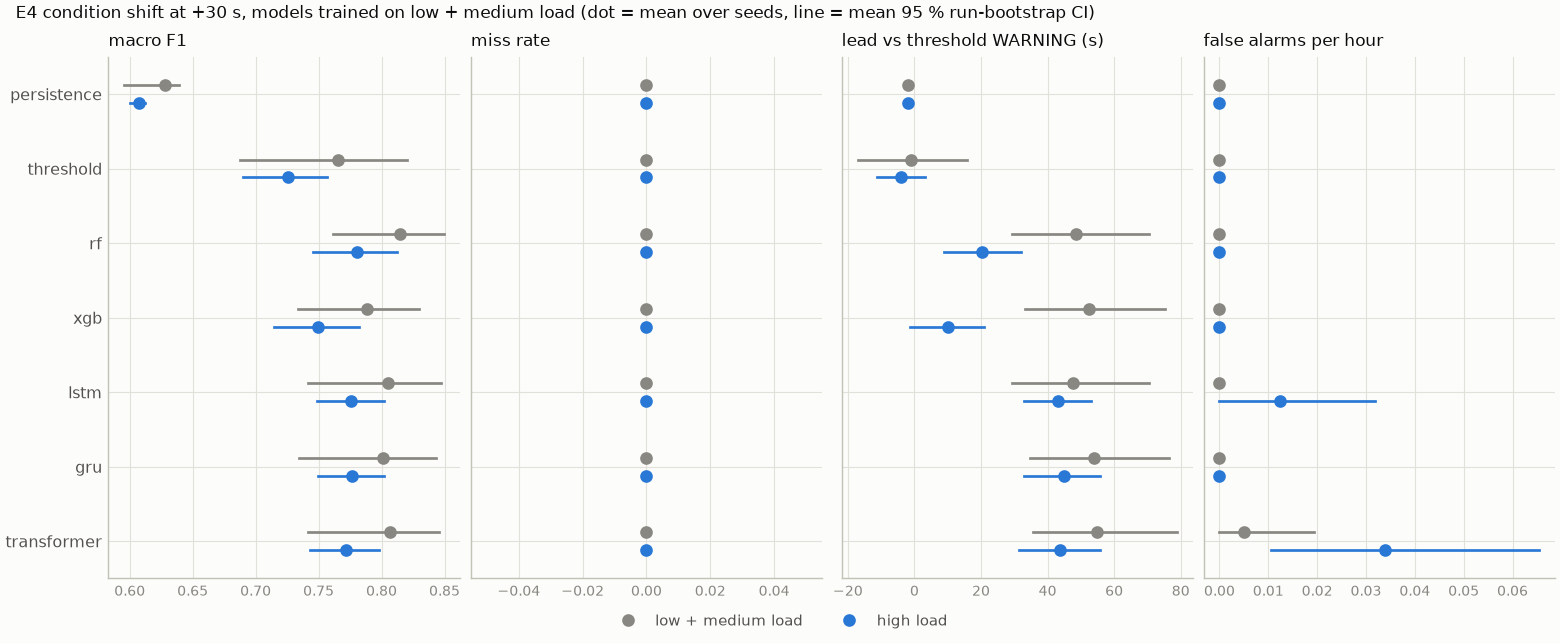 E4 condition shift at +30 s, models trained on low + medium load (dot = mean over seeds, line = mean 95 % run-bootstrap CI)
macro F1
miss rate
lead vs threshold WARNING (s)
false alarms per hour
persistence
threshold
rf
xgb
lstm
gru
transformer
0.60 0.65 0.70 0.75 0.80 0.85
−0.04 −0.02 0.00 0.02 0.04
−20 0 20 40 60 80
0.00 0.01 0.02 0.03 0.04 0.05 0.06
low + medium load
high load